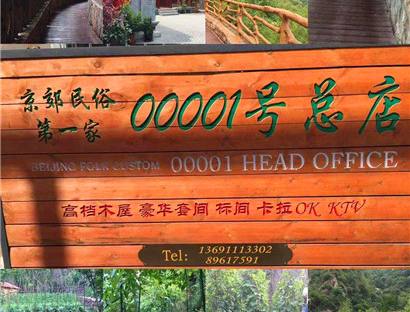 京郊民俗
第一家
00001号总店
BEIJING FOLK CUSTOM 00001 HEAD OFFICE
高档木屋 豪华套间 标间 卡拉OK KTV
Tel: 13691113302
89617591